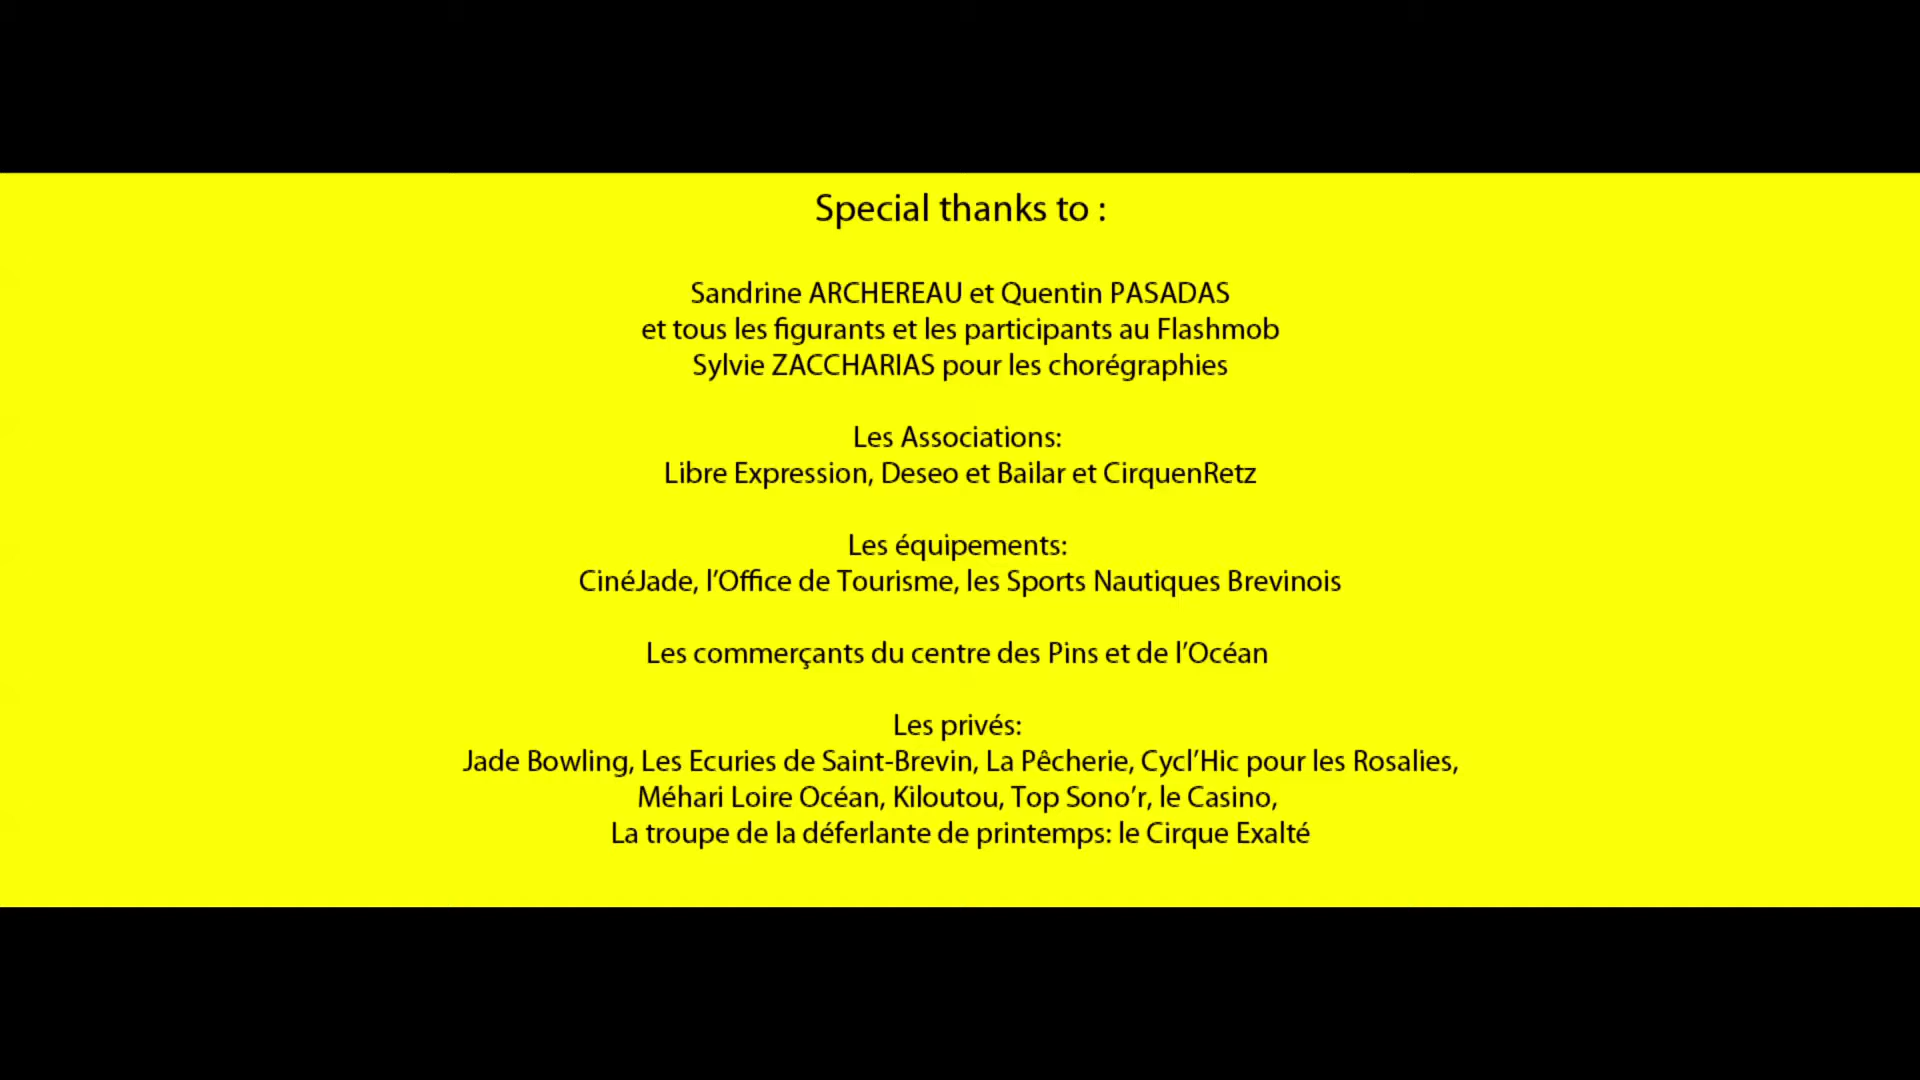 Special thanks to :
Sandrine ARCHEREAU et Quentin PASADAS
et tous les figurants et les participants au Flashmob
Sylvie ZACCHARIAS pour les chorégraphies
Les Associations:
Libre Expression, Deseo et Bailar et CirquenRetz
Les équipements:
CinéJade, l’Office de Tourisme, les Sports Nautiques Brevinois
Les commerçants du centre des Pins et de l’Océan
Les privés:
Jade Bowling, Les Ecuries de Saint-Brevin, La Pêcherie, Cycl’Hic pour les Rosalies,
Méhari Loire Océan, Kiloutou, Top Sono’r, le Casino,
La troupe de la déferlante de printemps: le Cirque Exalté